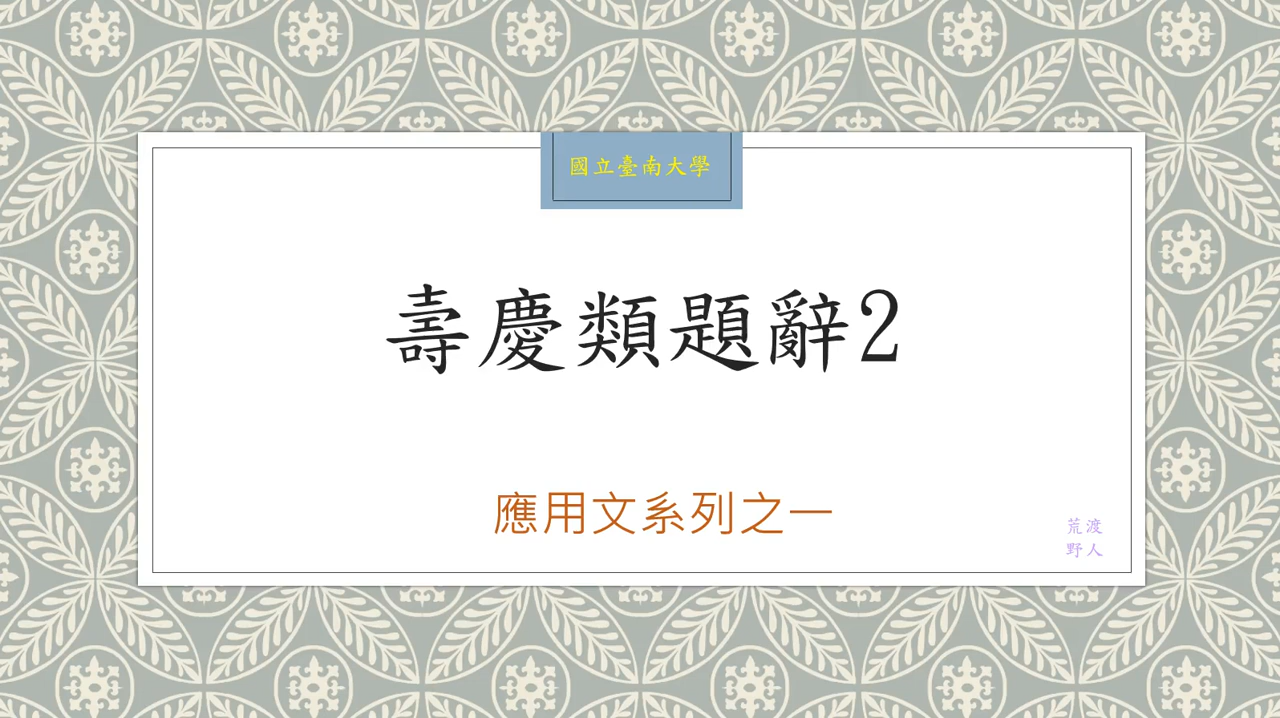 國立臺南大學
壽慶類題辭2
應用文系列之一
荒渡
野人